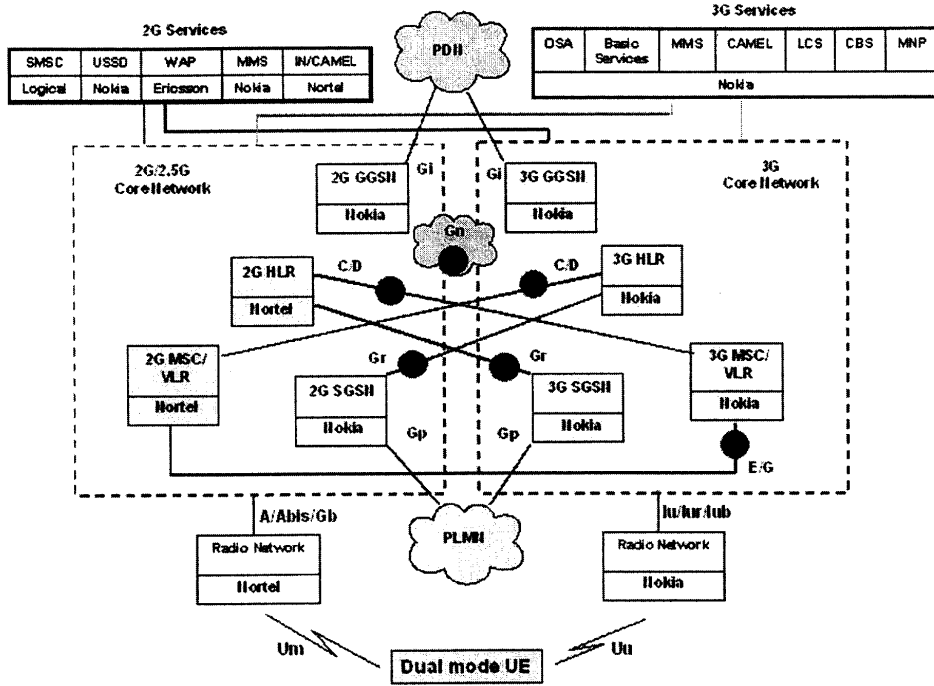 2G Services
3G Services
SMSC USSD WAP MMS IN/CAMEL
Logical Nokia Ericsson Nokia Nortel
PDN
OSA Basic Services MMS CAMEL LCS CBS MNP
Nokia
2G/2.5G
Core Network
2G GGSN
Nokia
Gi
Gi
3G GGSN
Nokia
3G
Core Network
Gn
2G HLR
Nortel
C/D
C/D
3G HLR
Nokia
2G MSC/
VLR
Nortel
Gr
Gr
3G MSC/
VLR
Nokia
2G SGSN
Nokia
3G SGSN
Nokia
Gp
Gp
E/G
A/Abis/Gb
PLMN
Iu/Iur/Iub
Radio Network
Nortel
Radio Network
Nokia
Um
Uu
Dual mode UE